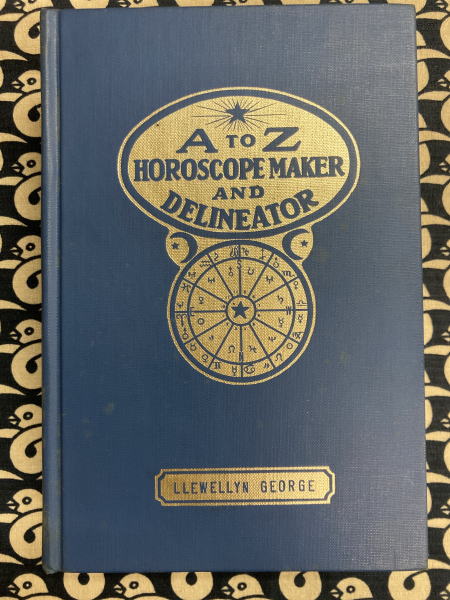 A TO Z
HOROSCOPE MAKER
AND
DELINEATOR
LLEWELLYN GEORGE